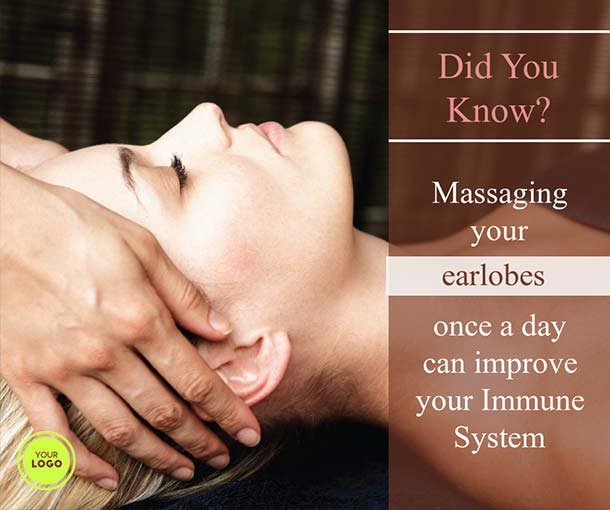 Did You
Know?
Massaging
your
earlobes
once a day
can improve
your Immune
System
YOUR
LOGO